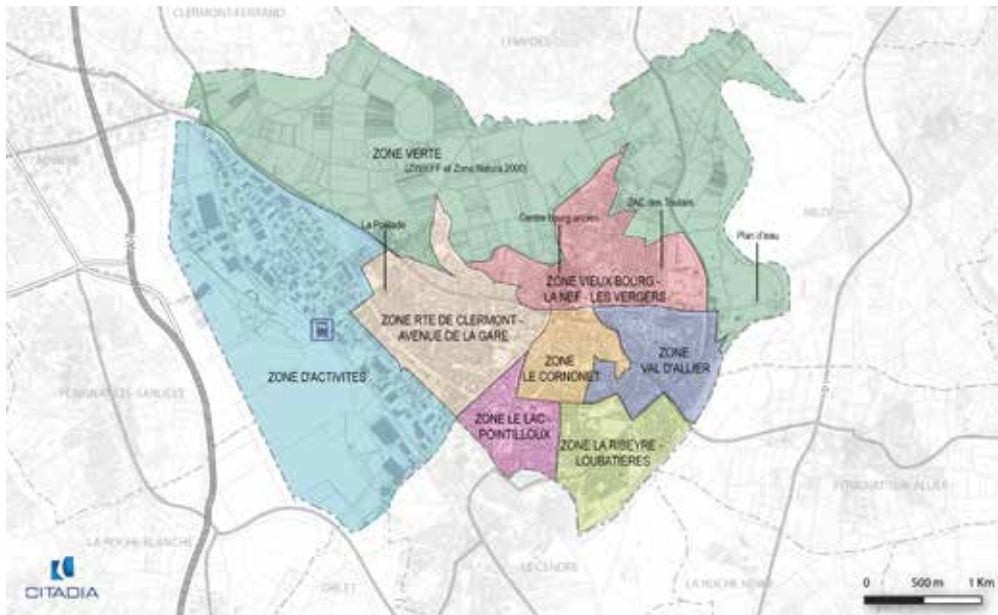 CLERMONT-FERRAND
LEMPDES
ZONE VERTE
(ZNIEFF et Zone Natura 2000)
ZAC des Toulaits
La Poélade
Centre bourg ancien
Plan d'eau
ZONE VIEUX-BOURG -
LA NEF - LES VERGERS
ZONE RTE DE CLERMONT -
AVENUE DE LA GARE
ZONE
LE CORNONET
ZONE
VAL D'ALLIER
ZONE D'ACTIVITES
ZONE LE LAC -
POINTILLOUX
ZONE LA RIBEYRE -
LOUBATIERES
LA ROCHE BLANCHE
ORCET
LE CENDRE
LA ROCHE NOIRE
CITADIA
0 500 m 1 Km